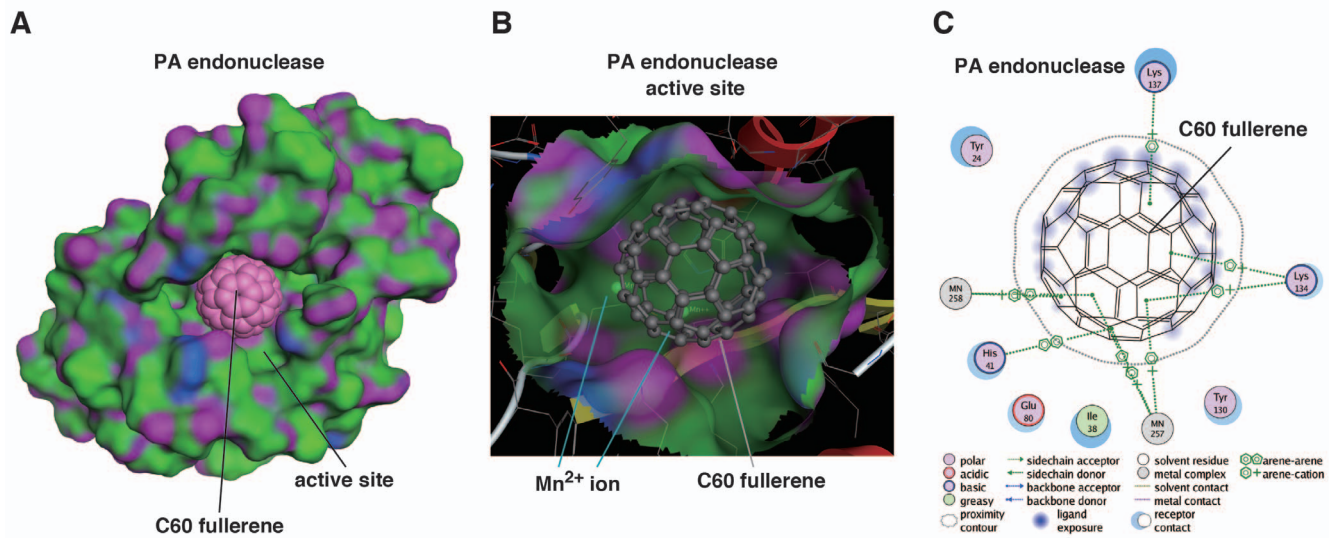 A
PA endonuclease
active site
C60 fullerene
B
PA endonuclease
active site
Mn++
Mn2+ ion
C60 fullerene
C
PA endonuclease
C60 fullerene
Lys
137
Tyr
24
Lys
134
MN
258
His
41
Glu
80
Ile
38
MN
257
Tyr
130
polar
acidic
basic
greasy
proximity
contour
sidechain acceptor
sidechain donor
backbone acceptor
backbone donor
ligand
exposure
solvent residue
metal complex
solvent contact
metal contact
receptor
contact
arene-arene
arene-cation